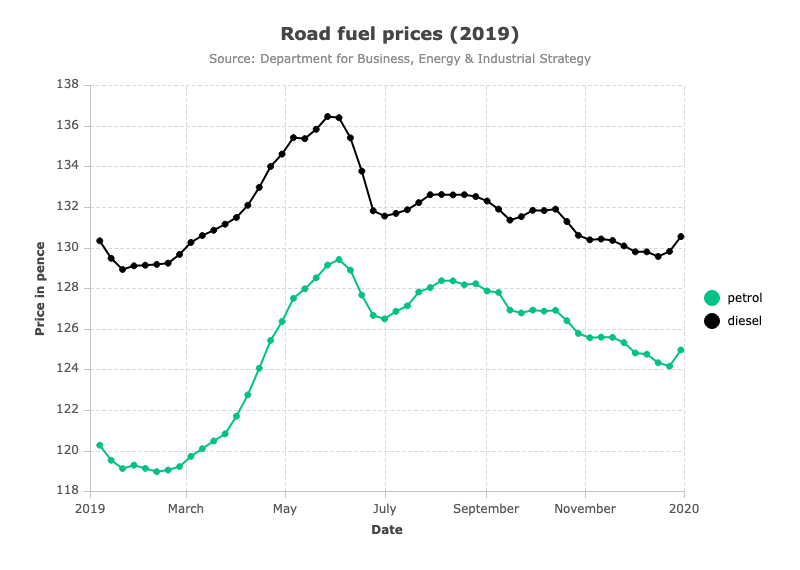 Road fuel prices (2019)
Source: Department for Business, Energy & Industrial Strategy
138
136
134
132
130
128
126
124
122
120
118
Price in pence
2019 March May July September November 2020
Date
petrol
diesel